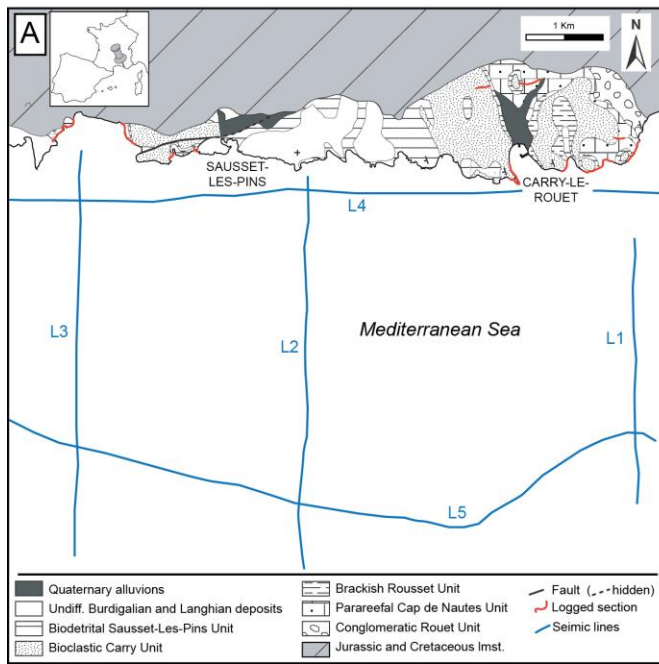 A
1 Km
N
SAUSSET-
LES-PINS
CARRY-LE-
ROUET
L4
L3
L2
Mediterranean Sea
L1
L5
Quaternary alluvions
Undiff. Burdigalian and Langhian deposits
Biodetrital Sausset-Les-Pins Unit
Bioclastic Carry Unit
Brackish Rousset Unit
Parareefal Cap de Nautes Unit
Conglomeratic Rouet Unit
Jurassic and Cretaceous lmst.
Fault (--- hidden)
Logged section
Seimic lines